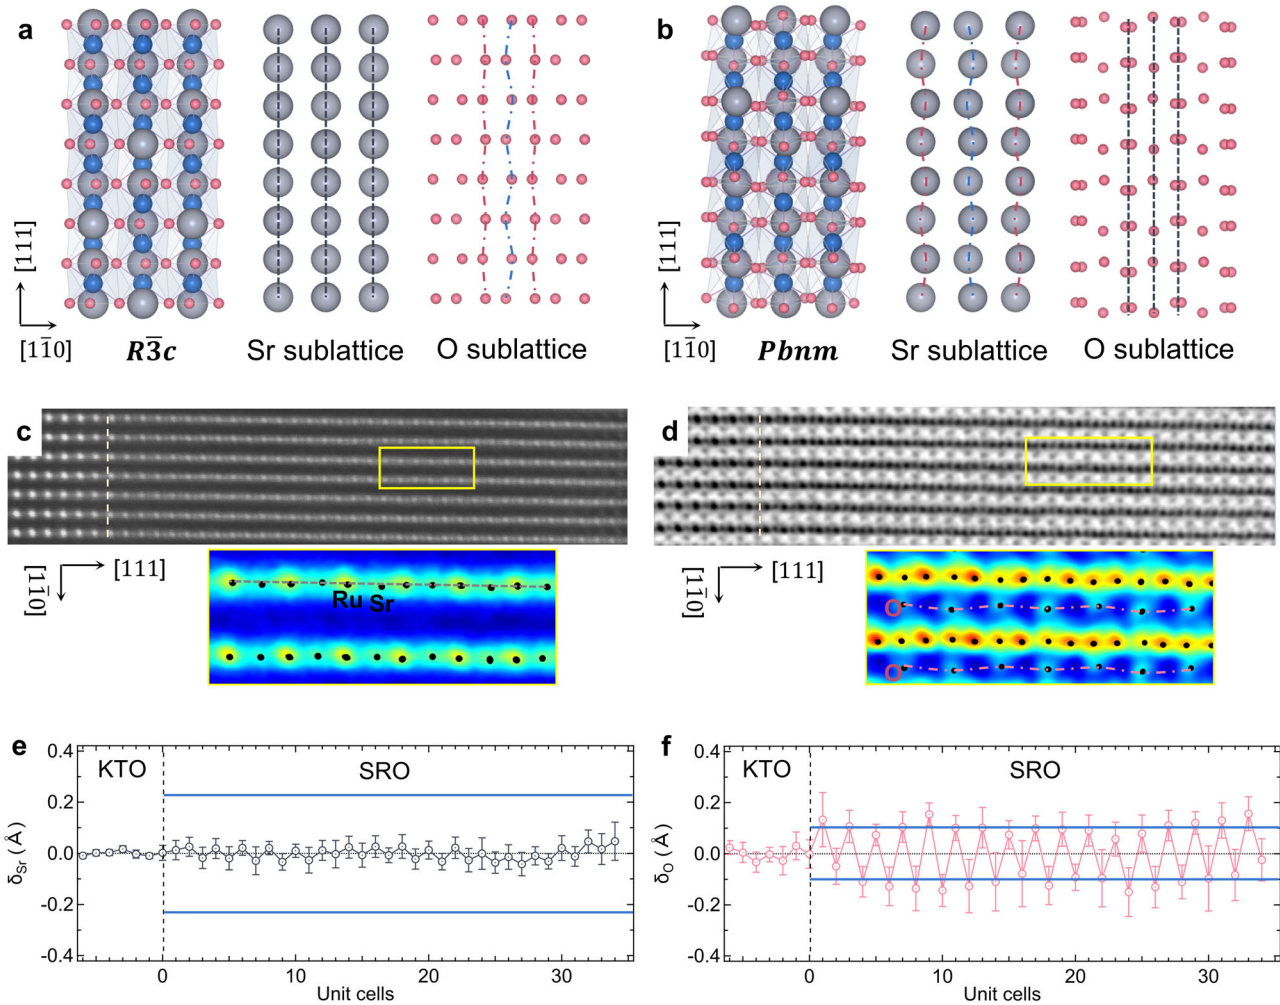 a
[111]
[11̅0]
R3̅c
Sr sublattice
O sublattice
b
[111]
[11̅0]
Pbnm
Sr sublattice
O sublattice
c
[11̅0]
[111]
Ru Sr
d
[11̅0]
[111]
O
O
e
KTO
SRO
δSr (Å)
0.4
0.2
0.0
-0.2
-0.4
0
10
20
30
Unit cells
f
KTO
SRO
δO (Å)
0.4
0.2
0.0
-0.2
-0.4
0
10
20
30
Unit cells